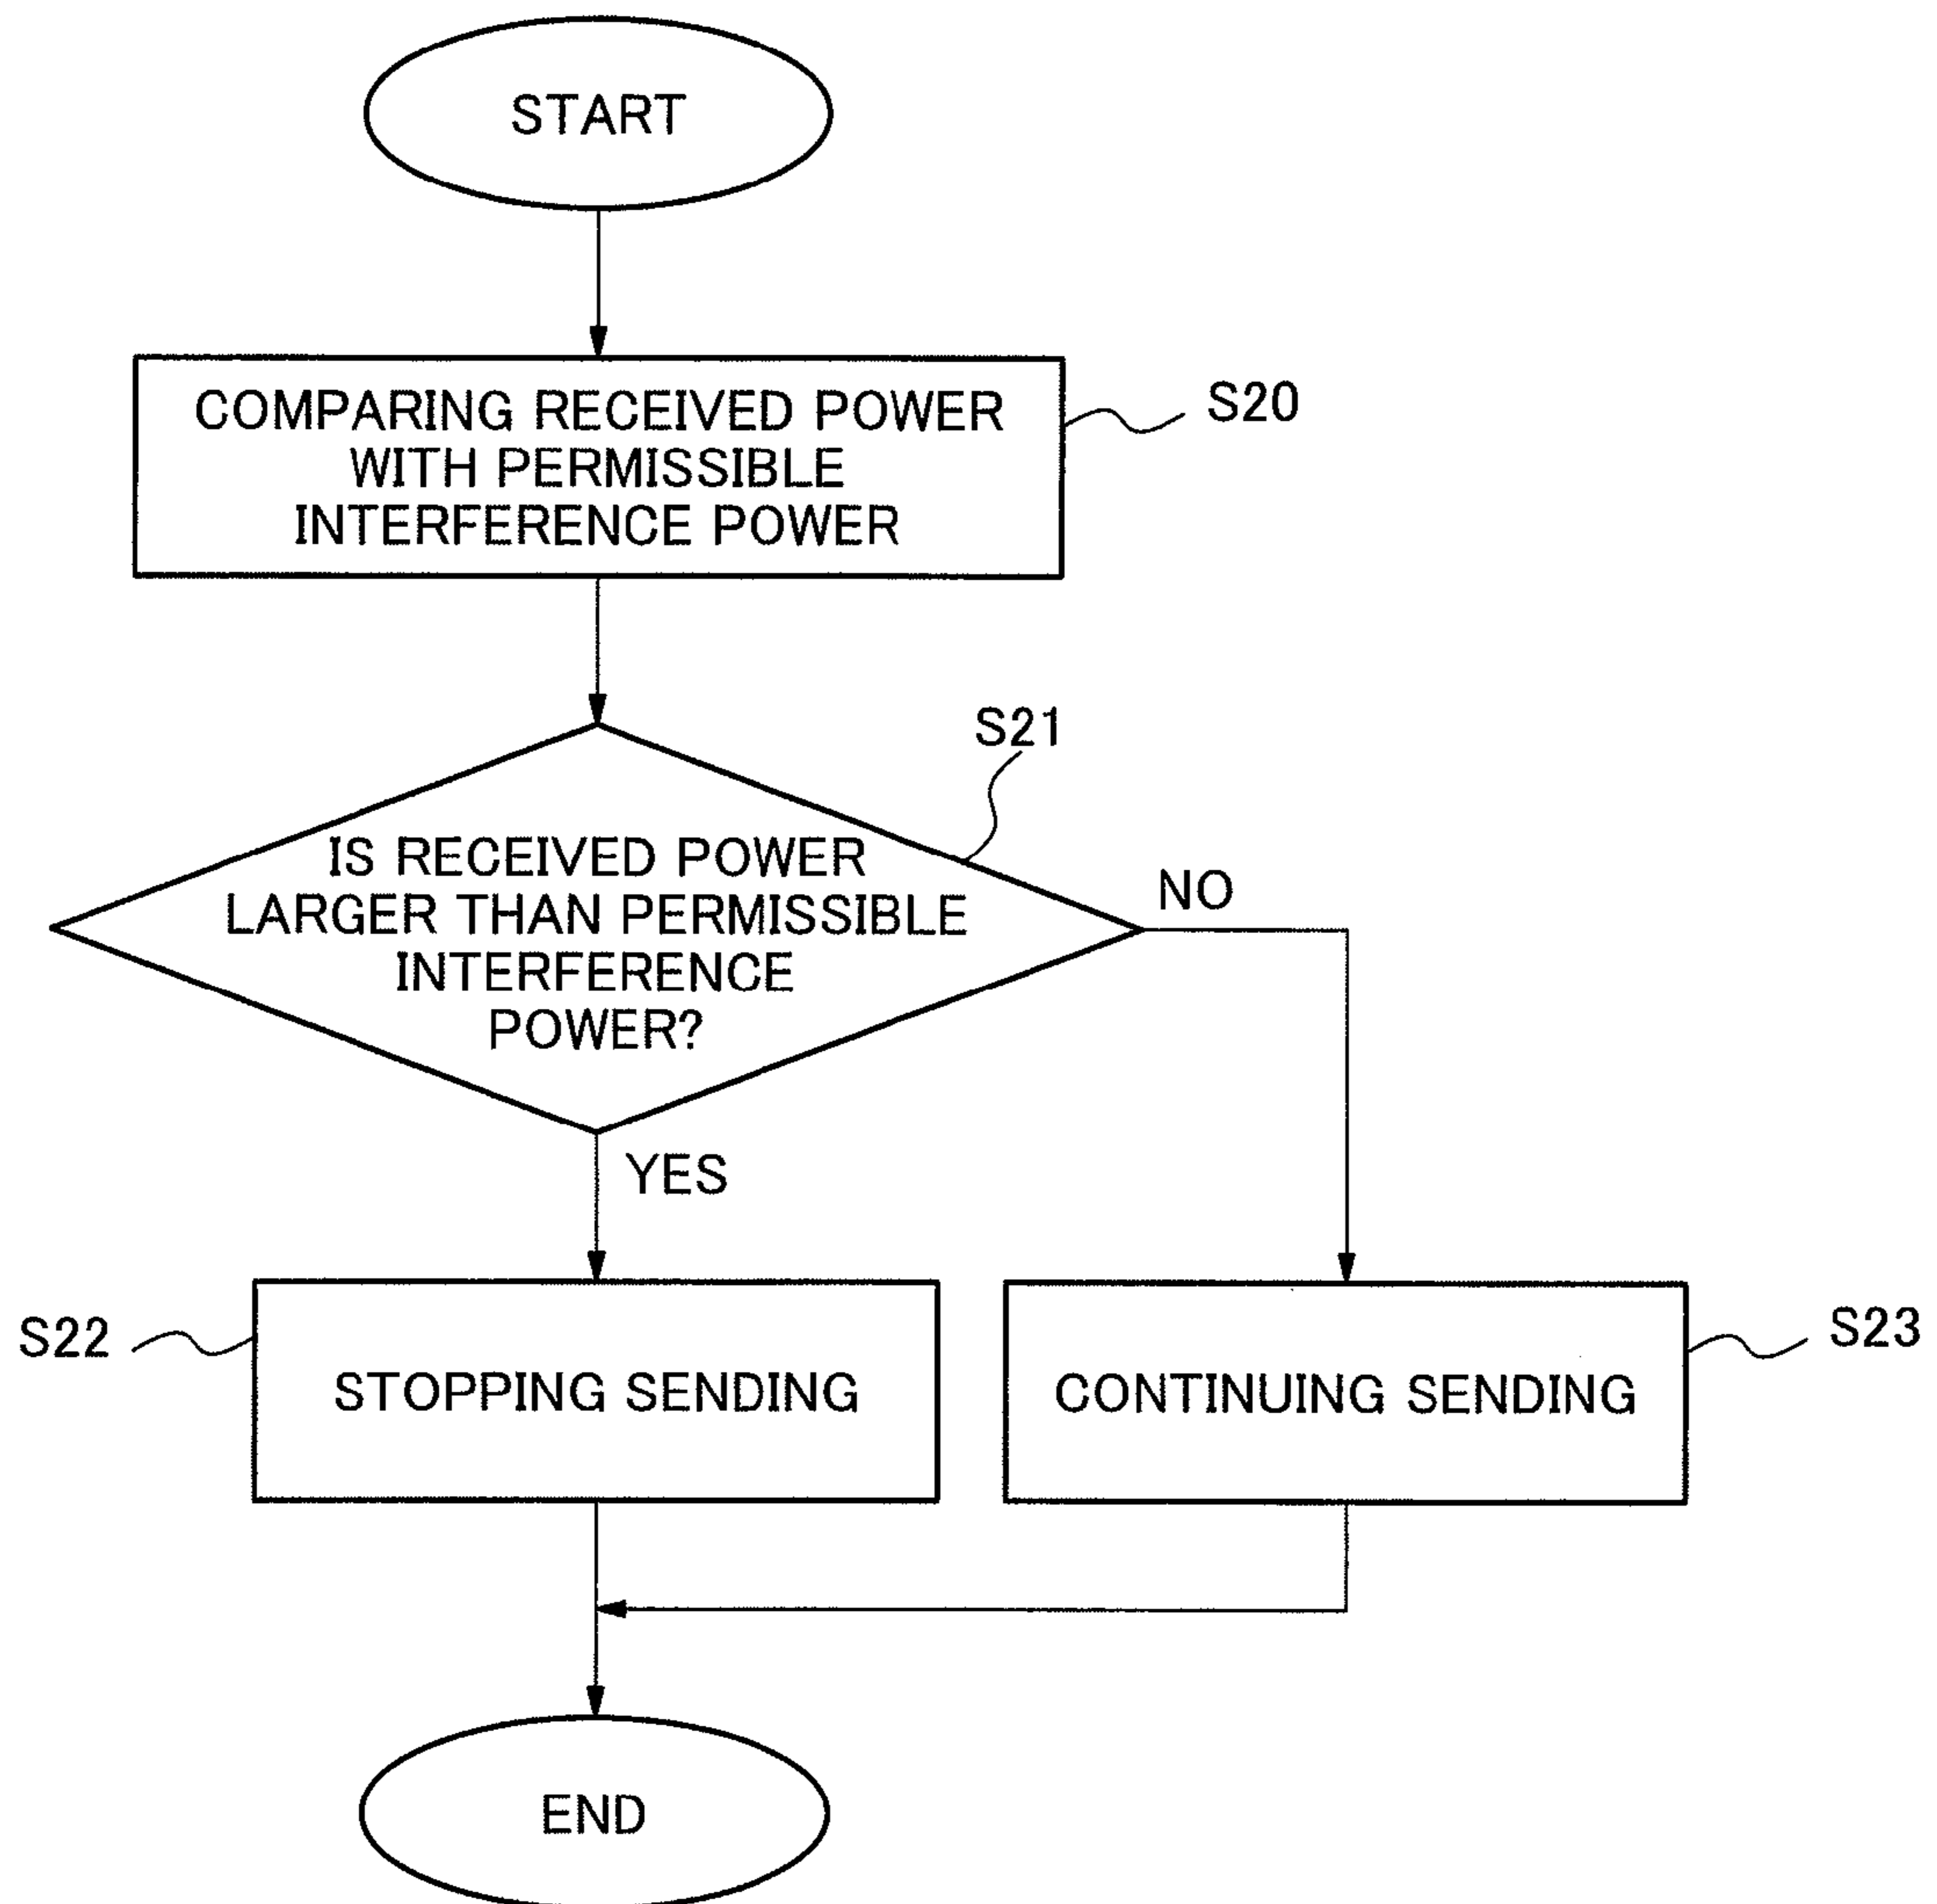 START
COMPARING RECEIVED POWER
WITH PERMISSIBLE
INTERFERENCE POWER
S20
S21
IS RECEIVED POWER
LARGER THAN PERMISSIBLE
INTERFERENCE
POWER?
NO
YES
S22
STOPPING SENDING
CONTINUING SENDING
S23
END